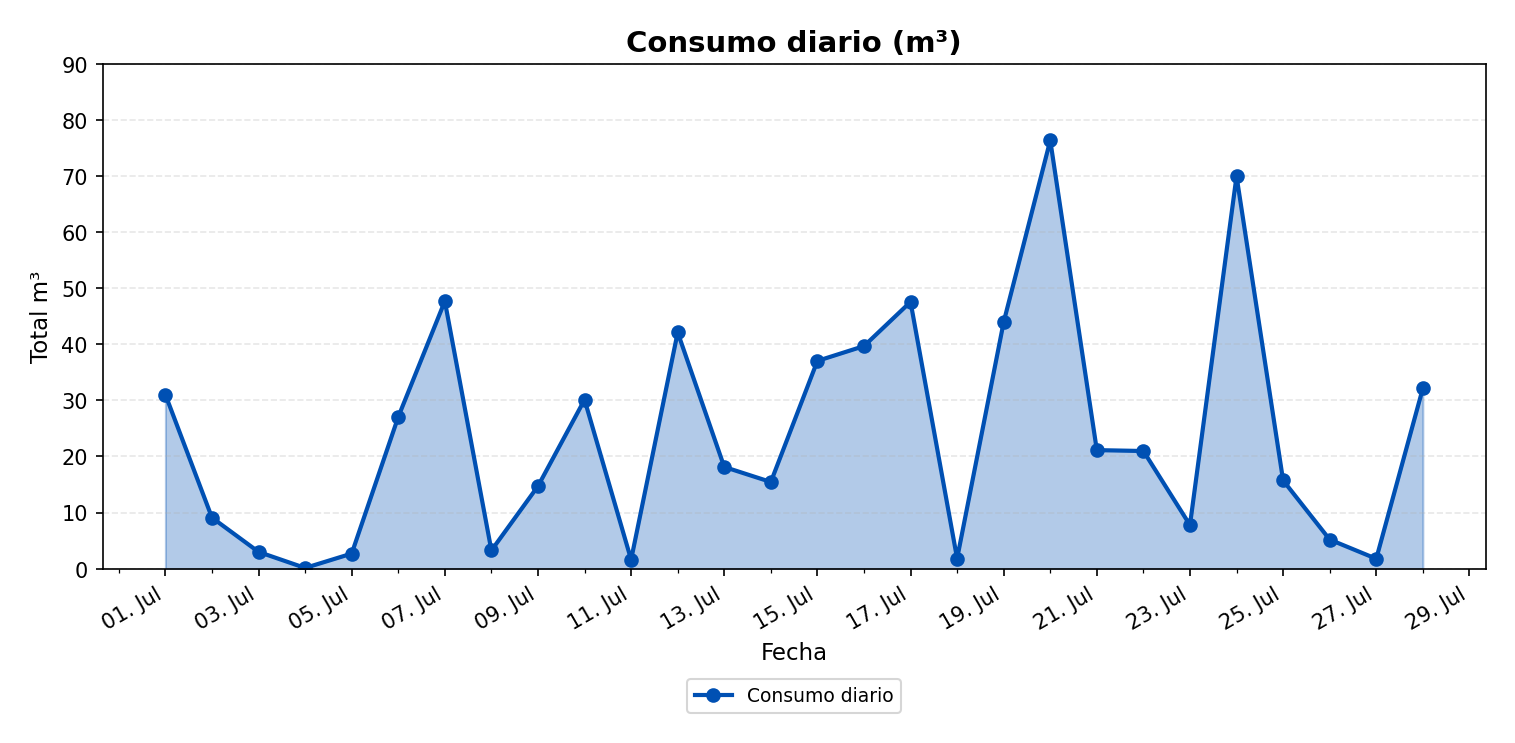 Consumo diario (m³)
90
80
70
60
50
40
30
20
10
0
Total m³
01. Jul 03. Jul 05. Jul 07. Jul 09. Jul 11. Jul 13. Jul 15. Jul 17. Jul 19. Jul 21. Jul 23. Jul 25. Jul 27. Jul 29. Jul
Fecha
Consumo diario